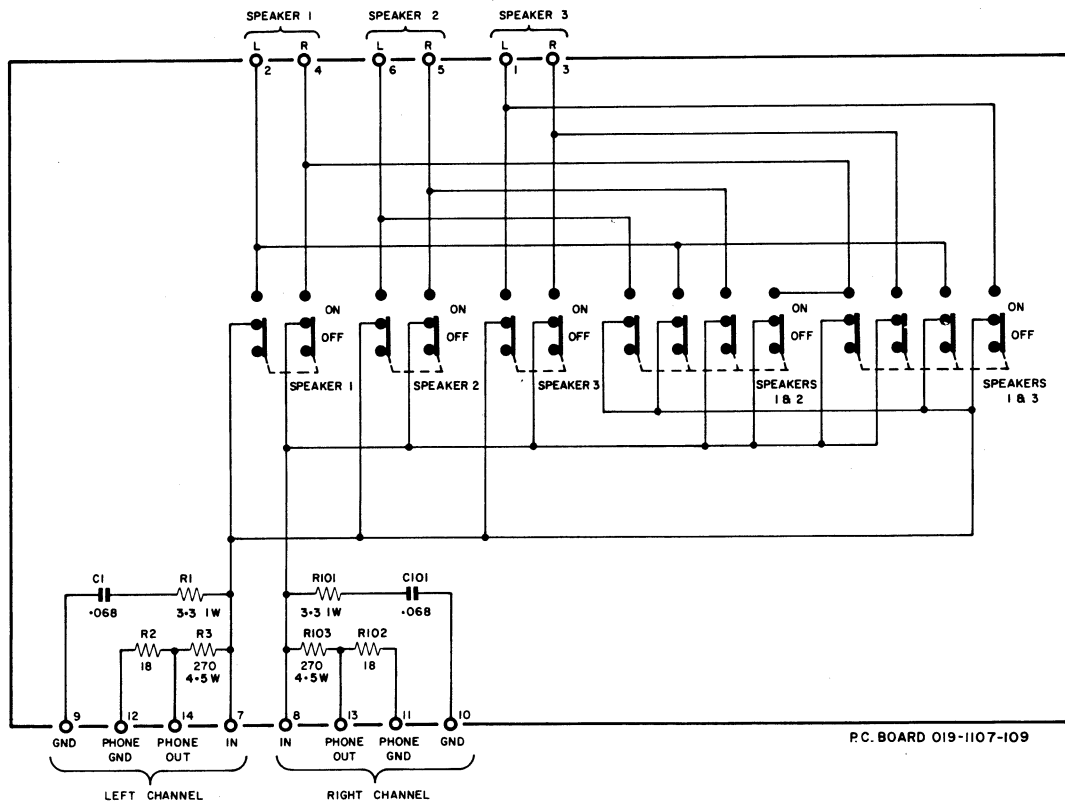 SPEAKER 1 SPEAKER 2 SPEAKER 3
L R L R L R
2 4 6 5 1 3
ON ON ON ON ON
OFF OFF OFF OFF OFF
SPEAKER 1 SPEAKER 2 SPEAKER 3 SPEAKERS 1 & 2 SPEAKERS 1 & 3
C1 R1 R101 C101
.068 3.3 1W 3.3 1W .068
R2 R3 R103 R102
18 270 270 18
4.5W 4.5W
9 12 14 7 8 13 11 10
GND PHONE GND PHONE OUT IN IN PHONE OUT PHONE GND GND
P.C. BOARD 019-1107-109
LEFT CHANNEL RIGHT CHANNEL